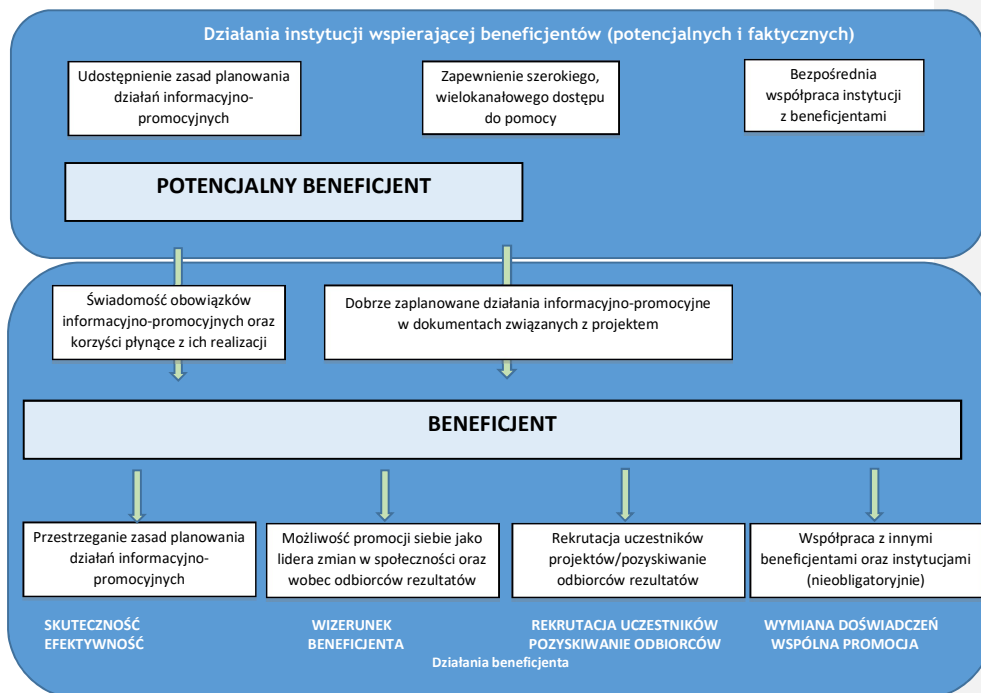 Działania instytucji wspierającej beneficjentów (potencjalnych i faktycznych)
Udostępnienie zasad planowania
działań informacyjno-
promocyjnych
Zapewnienie szerokiego,
wielokanałowego dostępu
do pomocy
Bezpośrednia
współpraca instytucji
z beneficjentami
POTENCJALNY BENEFICJENT
Świadomość obowiązków
informacyjno-promocyjnych oraz
korzyści płynące z ich realizacji
Dobrze zaplanowane działania informacyjno-promocyjne
w dokumentach związanych z projektem
BENEFICJENT
Przestrzeganie zasad planowania
działań informacyjno-
promocyjnych
Możliwość promocji siebie jako
lidera zmian w społeczności oraz
wobec odbiorców rezultatów
Rekrutacja uczestników
projektów/pozyskiwanie
odbiorców rezultatów
Współpraca z innymi
beneficjentami oraz instytucjami
(nieobligatoryjnie)
SKUTECZNOŚĆ
EFEKTYWNOŚĆ
WIZERUNEK
BENEFICJENTA
REKRUTACJA UCZESTNIKÓW
POZYSKIWANIE ODBIORCÓW
WYMIANA DOŚWIADCZEŃ
WSPÓLNA PROMOCJA
Działania beneficjenta